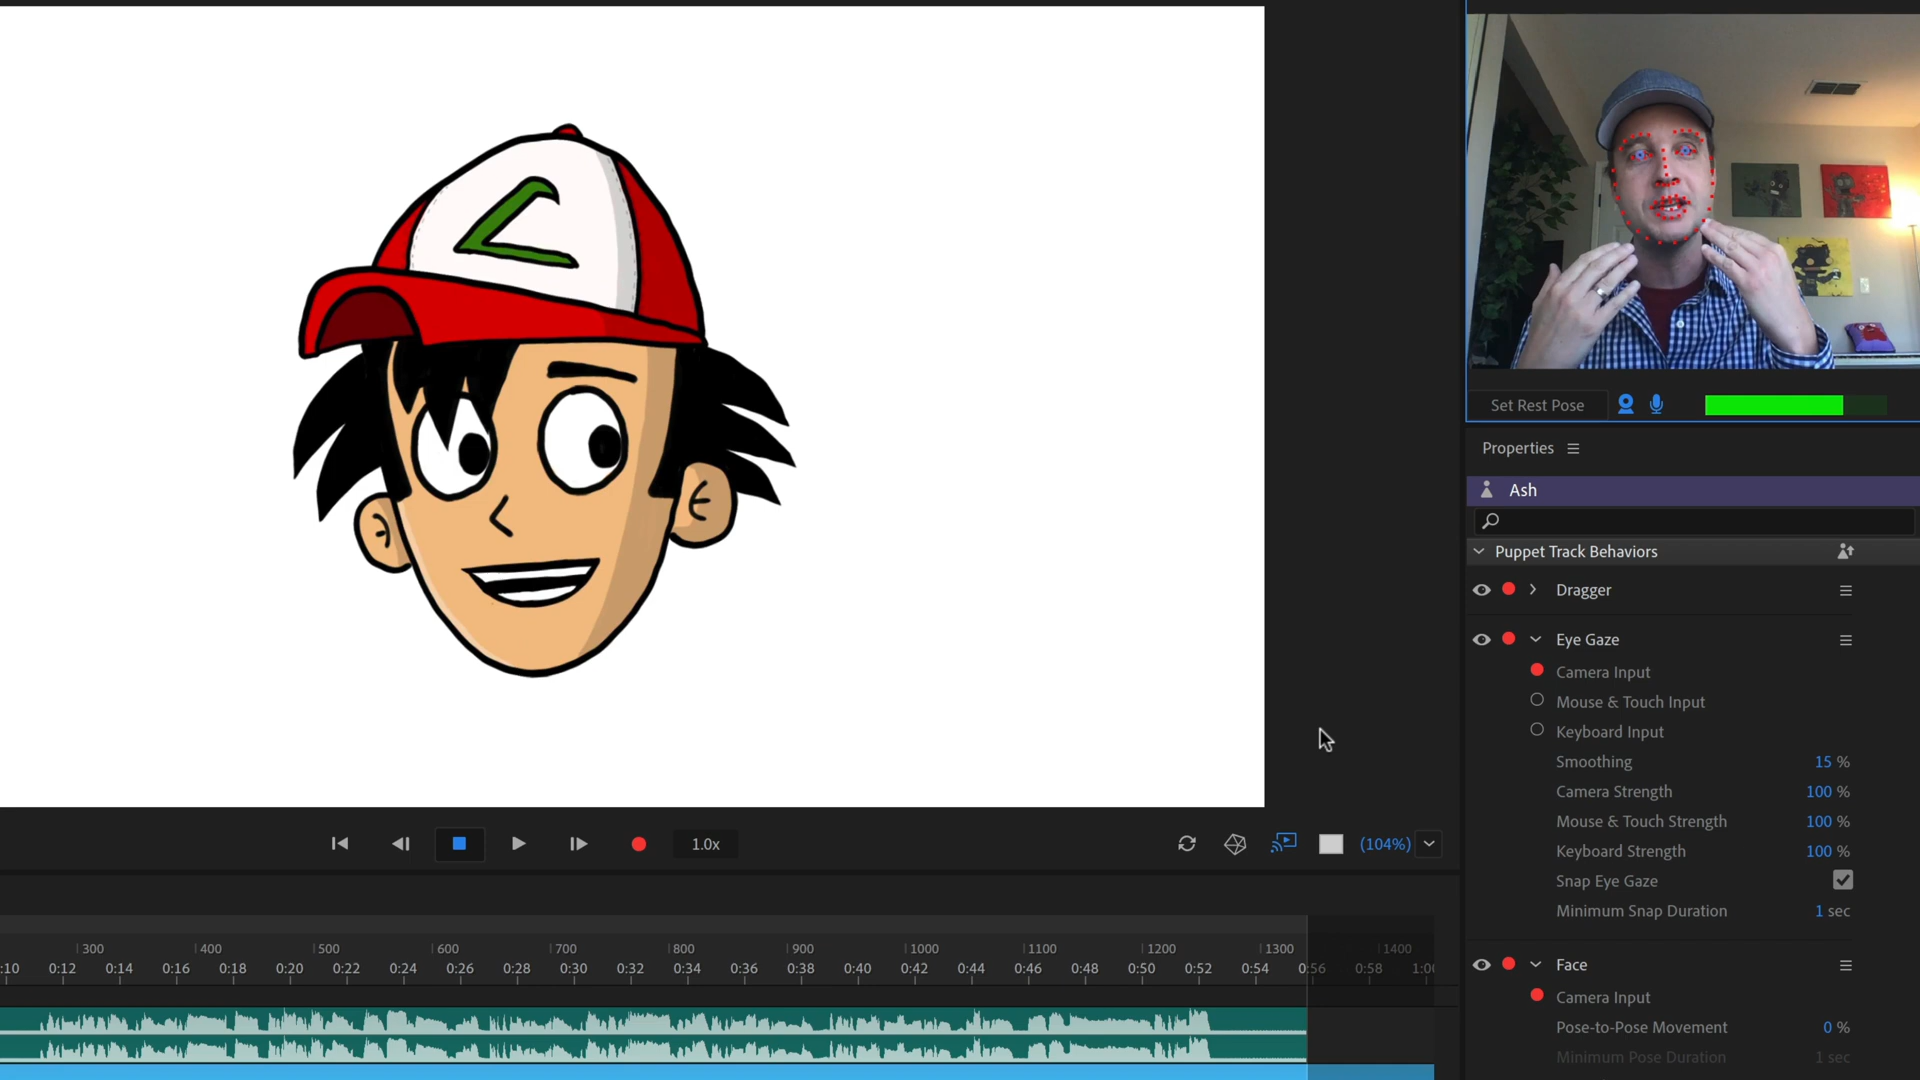 Set Rest Pose
Properties
Ash
Puppet Track Behaviors
Dragger
Eye Gaze
Camera Input
Mouse & Touch Input
Keyboard Input
Smoothing 15 %
Camera Strength 100 %
Mouse & Touch Strength 100 %
Keyboard Strength 100 %
Snap Eye Gaze
Minimum Snap Duration 1 sec
Face
Camera Input
Pose-to-Pose Movement 0 %
Minimum Pose Duration 1 sec
1.0x (104%)
300 400 500 600 700 800 900 1000 1100 1200 1300 1400
:10 0:12 0:14 0:16 0:18 0:20 0:22 0:24 0:26 0:28 0:30 0:32 0:34 0:36 0:38 0:40 0:42 0:44 0:46 0:48 0:50 0:52 0:54 0:56 0:58 1:00